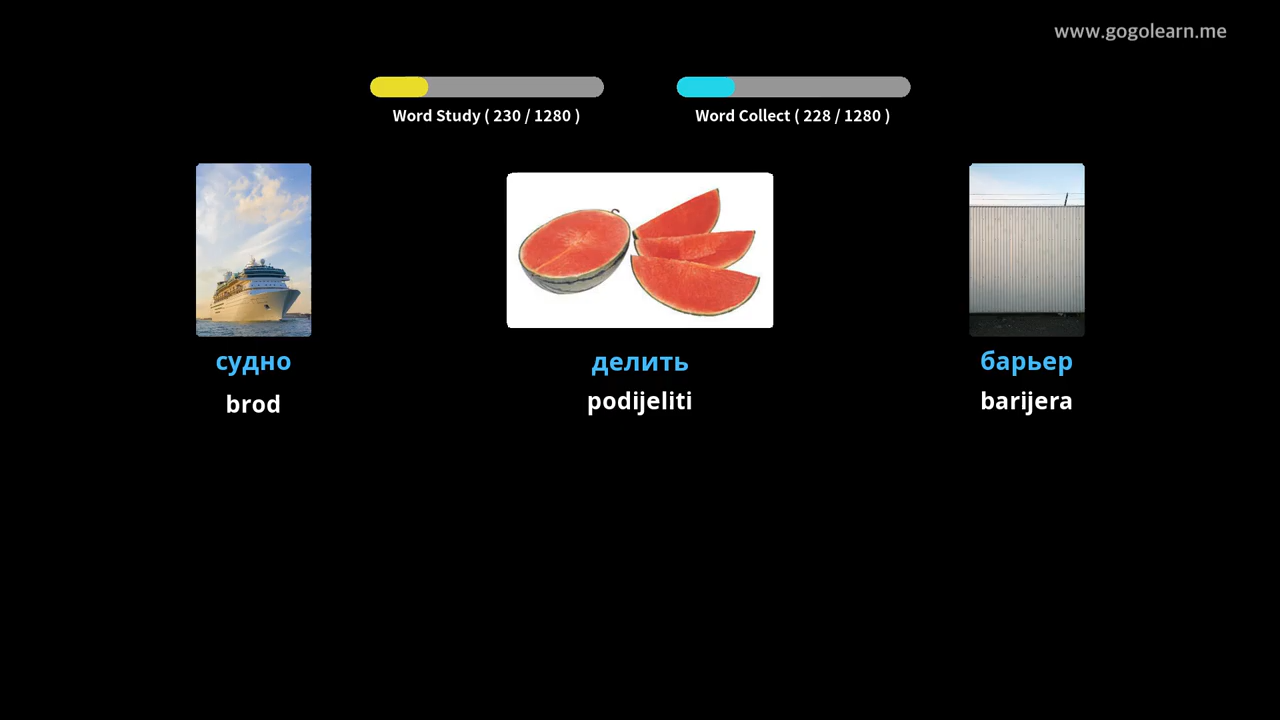 www.gogolearn.me
Word Study ( 230 / 1280 )
Word Collect ( 228 / 1280 )
судно
делить
барьер
brod
podijeliti
barijera